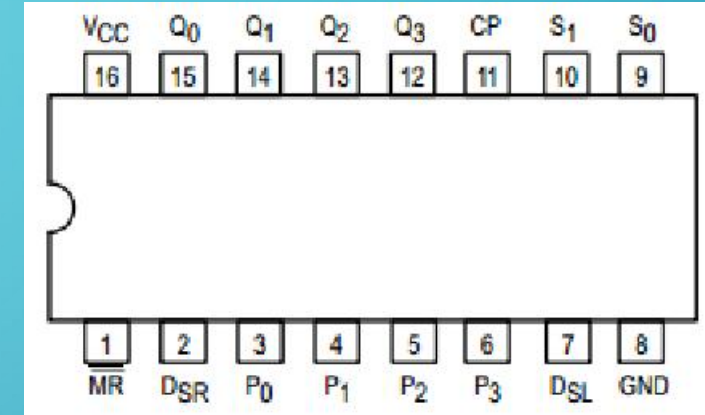 VCC Q0 Q1 Q2 Q3 CP S1 S0
16 15 14 13 12 11 10 9
1 2 3 4 5 6 7 8
M̅R̅ DSR P0 P1 P2 P3 DSL GND